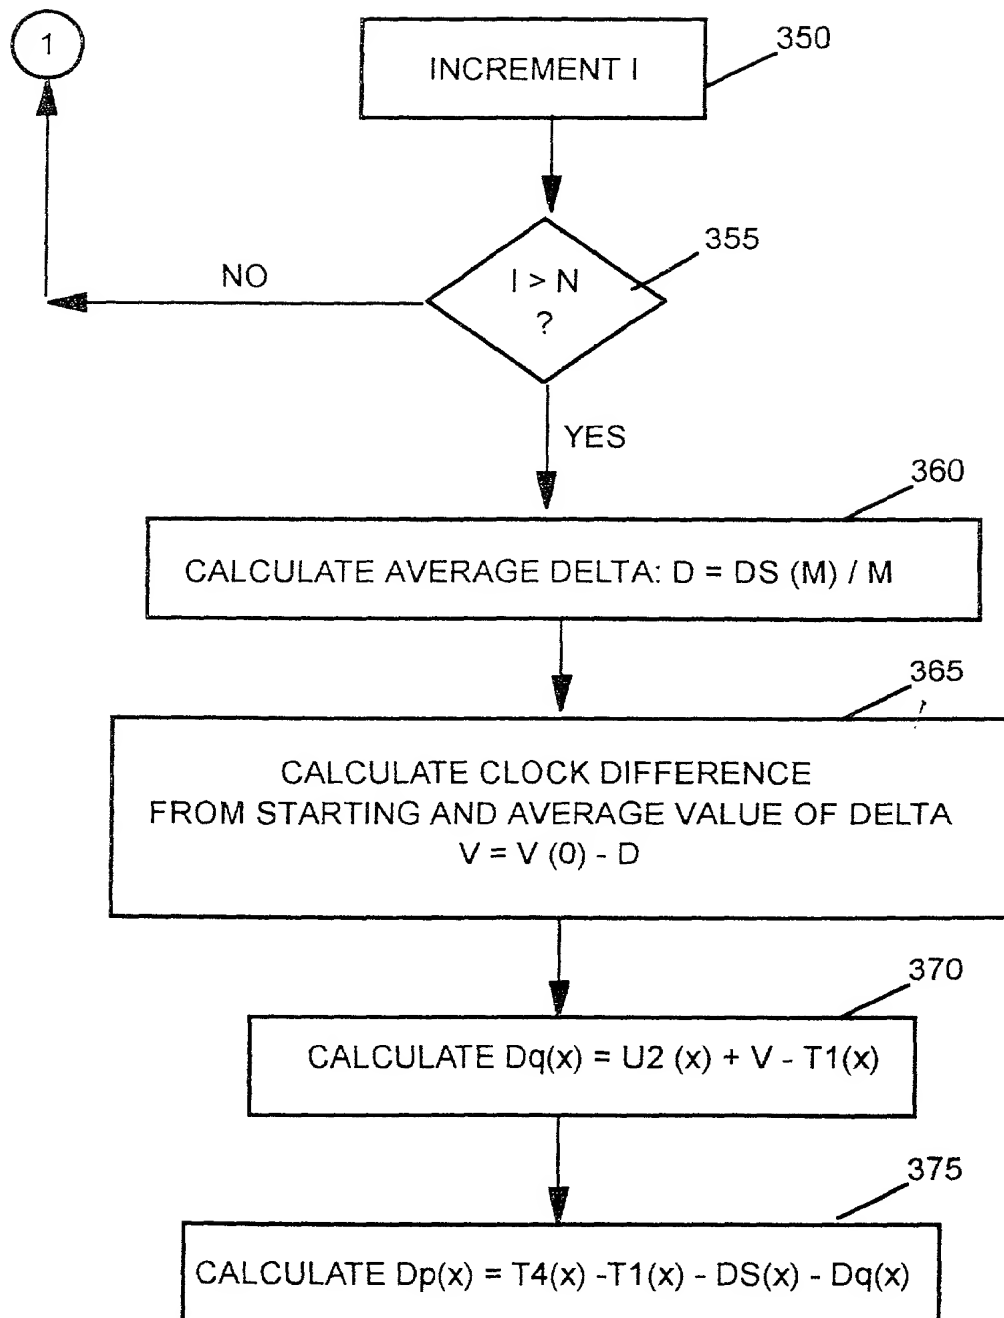 1
INCREMENT I
350
I > N
?
355
NO
YES
360
CALCULATE AVERAGE DELTA: D = DS (M) / M
365
CALCULATE CLOCK DIFFERENCE
FROM STARTING AND AVERAGE VALUE OF DELTA
V = V (0) - D
370
CALCULATE Dq(x) = U2 (x) + V - T1(x)
375
CALCULATE Dp(x) = T4(x) -T1(x) - DS(x) - Dq(x)